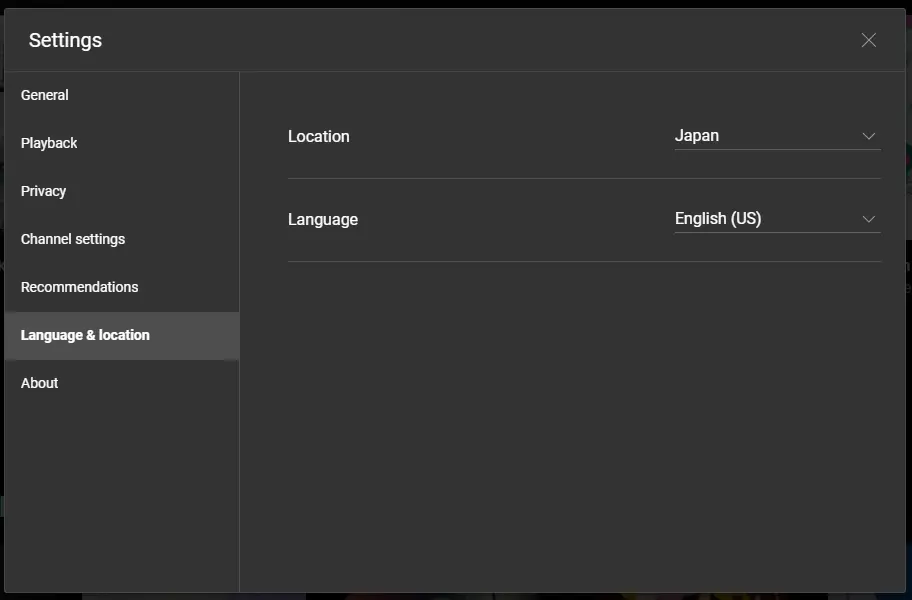 Settings
General
Playback
Privacy
Channel settings
Recommendations
Language & location
About
Location
Japan
Language
English (US)